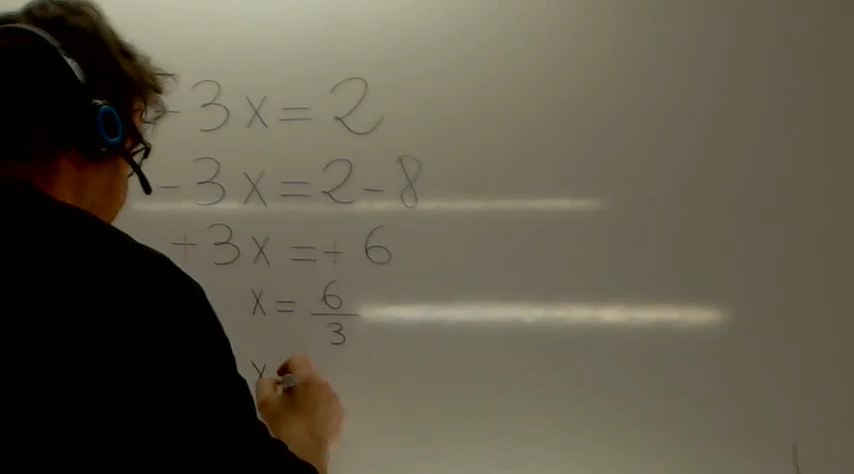 - 3x = 2
- 3x = 2 - 8
+ 3x = + 6
x = 6/3
x